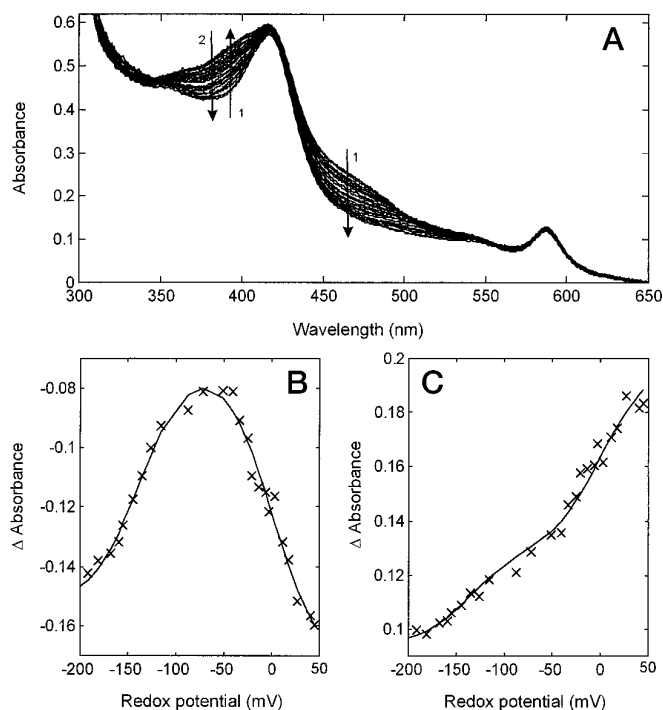 0.6
0.5
0.4
0.3
0.2
0.1
0
Absorbance
A
2
1
1
300 350 400 450 500 550 600 650
Wavelength (nm)
B
-0.08
-0.1
-0.12
-0.14
-0.16
Δ Absorbance
-200 -150 -100 -50 0 50
Redox potential (mV)
C
0.2
0.18
0.16
0.14
0.12
0.1
Δ Absorbance
-200 -150 -100 -50 0 50
Redox potential (mV)